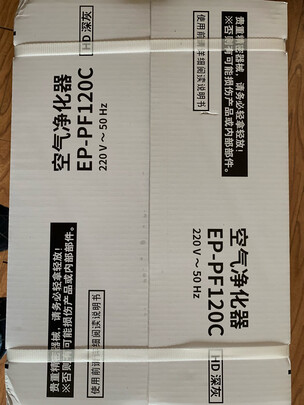 空气净化器
EP-PF120C
220 V ～ 50 Hz
HD 深灰
贵重精密器械，请务必轻拿轻放！
※否则有可能损伤产品或内部部件。
使用前请详细阅读说明书
空气净化器
EP-PF120C
220 V ～ 50 Hz
HD 深灰
贵重精密器械，请务必轻拿轻放！
※否则有可能损伤产品或内部部件。
使用前请详细阅读说明书